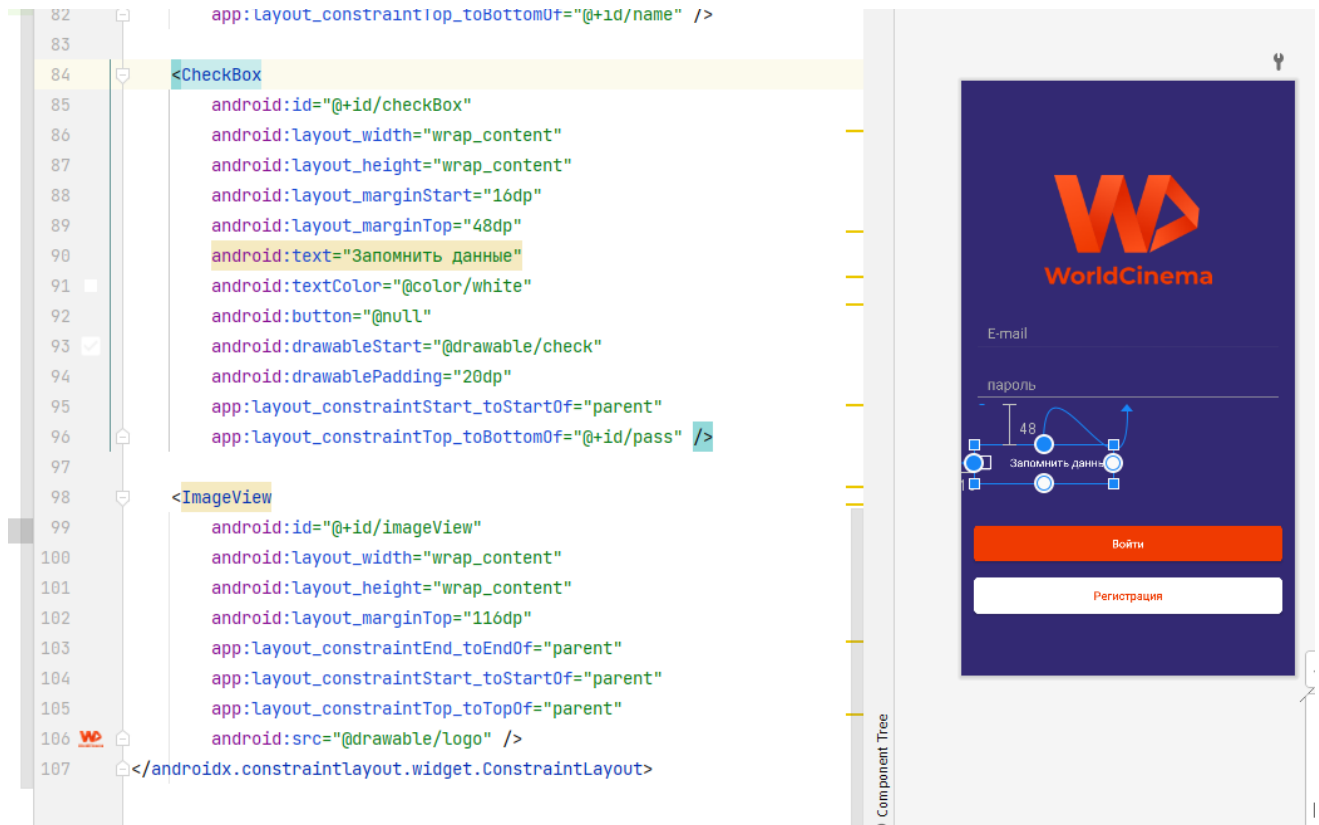 82 app:layout_constraintTop_toBottomOf="@+id/name" />
83
84 <CheckBox
85 android:id="@+id/checkBox"
86 android:layout_width="wrap_content"
87 android:layout_height="wrap_content"
88 android:layout_marginStart="16dp"
89 android:layout_marginTop="48dp"
90 android:text="Запомнить данные"
91 android:textColor="@color/white"
92 android:button="@null"
93 android:drawableStart="@drawable/check"
94 android:drawablePadding="20dp"
95 app:layout_constraintStart_toStartOf="parent"
96 app:layout_constraintTop_toBottomOf="@+id/pass" />
97
98 <ImageView
99 android:id="@+id/imageView"
100 android:layout_width="wrap_content"
101 android:layout_height="wrap_content"
102 android:layout_marginTop="116dp"
103 app:layout_constraintEnd_toEndOf="parent"
104 app:layout_constraintStart_toStartOf="parent"
105 app:layout_constraintTop_toTopOf="parent"
106 android:src="@drawable/logo" />
107 </androidx.constraintlayout.widget.ConstraintLayout>
Component Tree
WorldCinema
E-mail
пароль
48
Запомнить данны
Войти
Регистрация